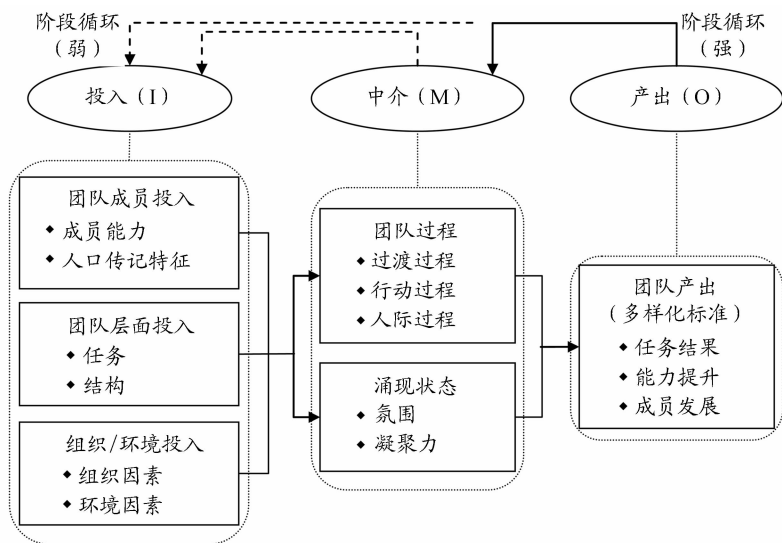 阶段循环
（弱）
阶段循环
（强）
投入（I）
中介（M）
产出（O）
团队成员投入
◆ 成员能力
◆ 人口传记特征
团队层面投入
◆ 任务
◆ 结构
组织/环境投入
◆ 组织因素
◆ 环境因素
团队过程
◆ 过渡过程
◆ 行动过程
◆ 人际过程
涌现状态
◆ 氛围
◆ 凝聚力
团队产出
（多样化标准）
◆ 任务结果
◆ 能力提升
◆ 成员发展